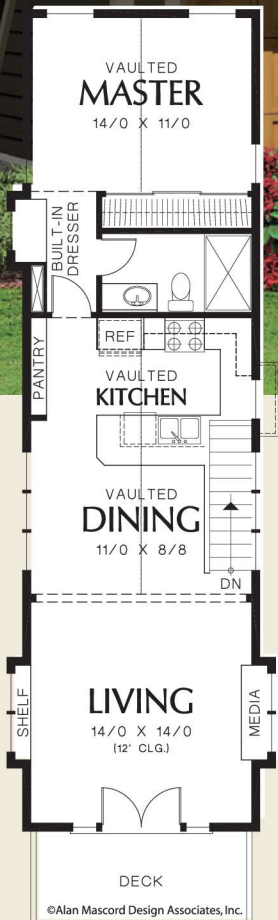 VAULTED
MASTER
14/0 X 11/0
BUILT-IN
DRESSER
REF
PANTRY
VAULTED
KITCHEN
VAULTED
DINING
11/0 X 8/8
DN
SHELF
LIVING
14/0 X 14/0
(12' CLG.)
MEDIA
DECK
©Alan Mascord Design Associates, Inc.